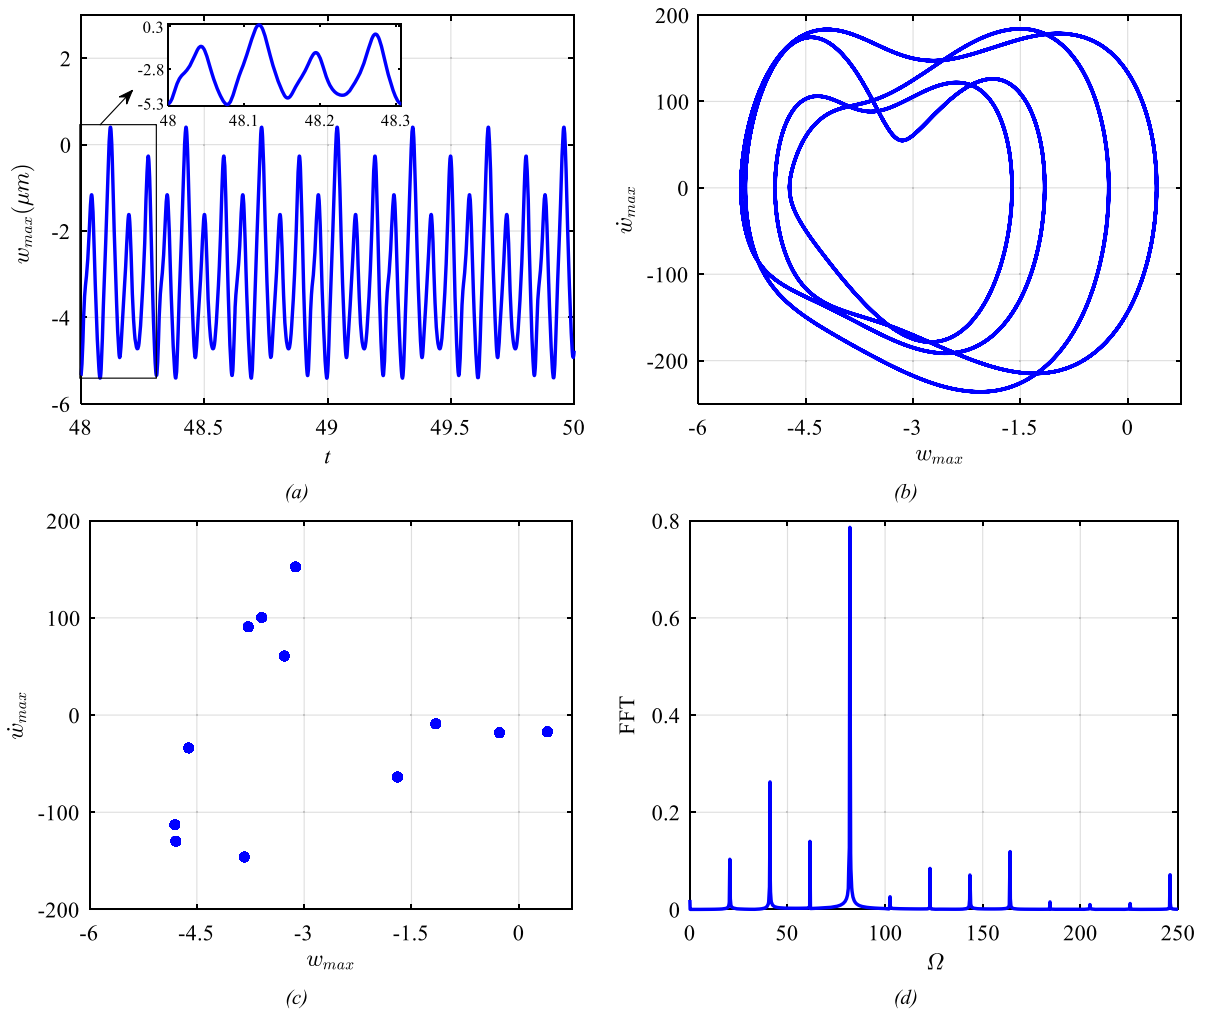 0.3
-2.8
-5.3
48 48.1 48.2 48.3
2
0
-2
-4
-6
w_max(μm)
48 48.5 49 49.5 50
t
(a)
200
100
0
-100
-200
ẇ_max
-6 -4.5 -3 -1.5 0
w_max
(b)
200
100
0
-100
-200
ẇ_max
-6 -4.5 -3 -1.5 0
w_max
(c)
0.8
0.6
0.4
0.2
0
FFT
0 50 100 150 200 250
Ω
(d)